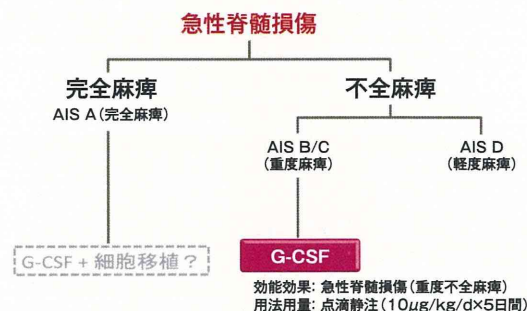 急性脊髄損傷
完全麻痺
AIS A(完全麻痺)
不全麻痺
AIS B/C
(重度麻痺)
AIS D
(軽度麻痺)
G-CSF + 細胞移植？
G-CSF
効能効果: 急性脊髄損傷(重度不全麻痺)
用法用量: 点滴静注(10μg/kg/d×5日間)